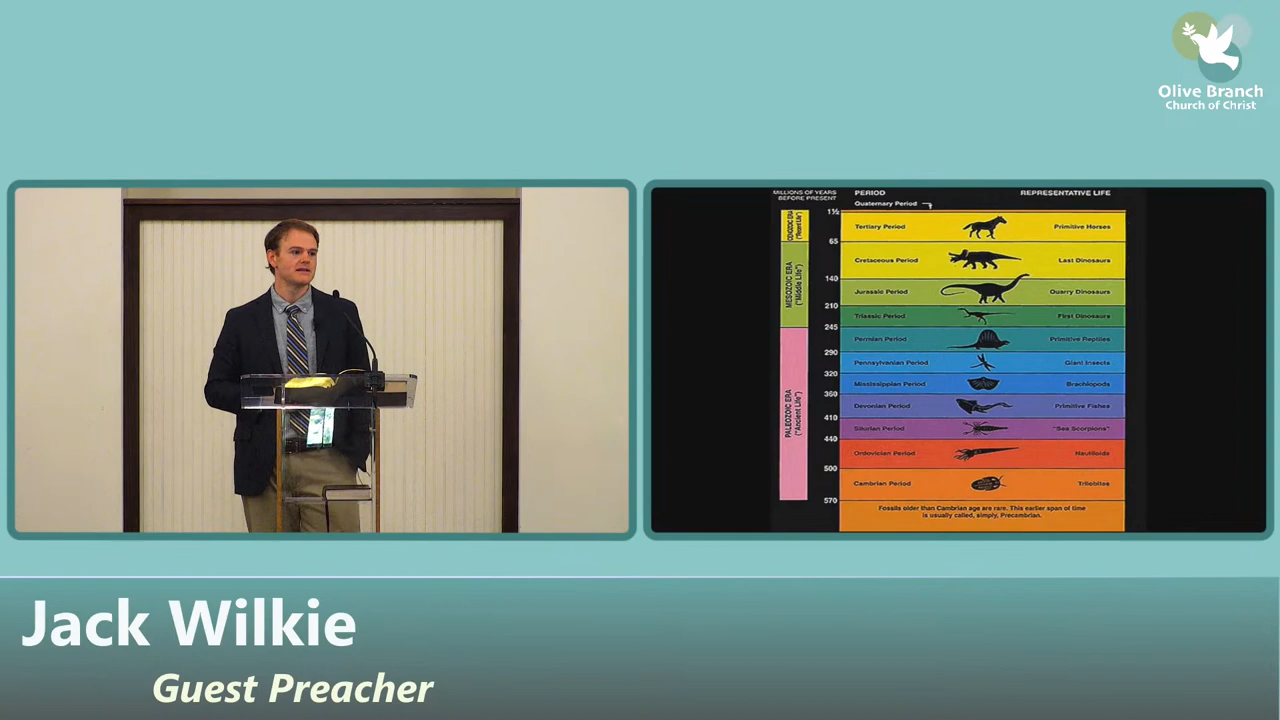 Olive Branch
Church of Christ
MILLIONS OF YEARS
BEFORE PRESENT
PERIOD
REPRESENTATIVE LIFE
Quaternary Period
1½
CENOZOIC ERA
("Recent Life")
Tertiary Period
Primitive Horses
65
MESOZOIC ERA
("Middle Life")
Cretaceous Period
Last Dinosaurs
140
Jurassic Period
Quarry Dinosaurs
210
Triassic Period
First Dinosaurs
245
PALEOZOIC ERA
("Ancient Life")
Permian Period
Primitive Reptiles
290
Pennsylvanian Period
Giant Insects
320
Mississippian Period
Brachiopods
360
Devonian Period
Primitive Fishes
410
Silurian Period
"Sea Scorpions"
440
Ordovician Period
Nautiloids
500
Cambrian Period
Trilobites
570
Fossils older than Cambrian age are rare. This earlier span of time
is usually called, simply, Precambrian.
Jack Wilkie
Guest Preacher